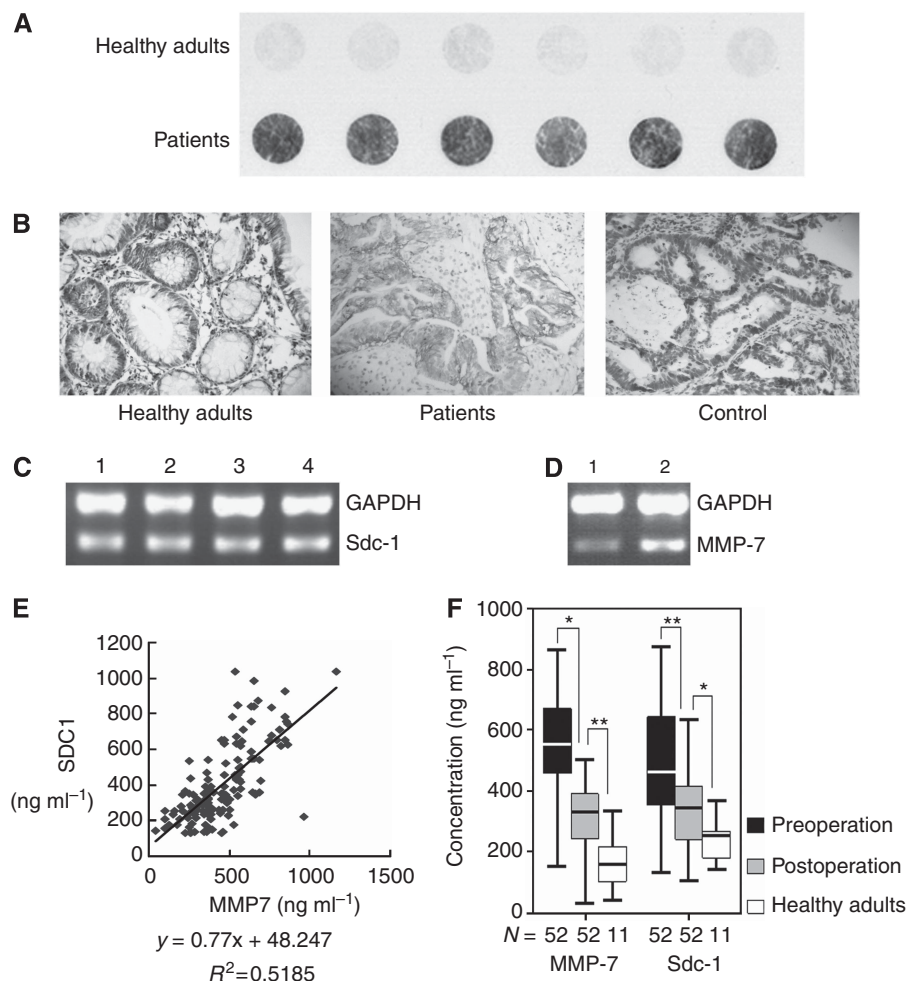 A
Healthy adults
Patients
B
Healthy adults
Patients
Control
C
1 2 3 4
GAPDH
Sdc-1
D
1 2
GAPDH
MMP-7
E
SDC1
(ng ml⁻¹)
1200
1000
800
600
400
200
0
0 500 1000 1500
MMP7 (ng ml⁻¹)
y = 0.77x + 48.247
R²=0.5185
F
Concentration (ng ml⁻¹)
1000
800
600
400
200
0
* ** ** *
Preoperation
Postoperation
Healthy adults
N = 52 52 11 52 52 11
MMP-7 Sdc-1